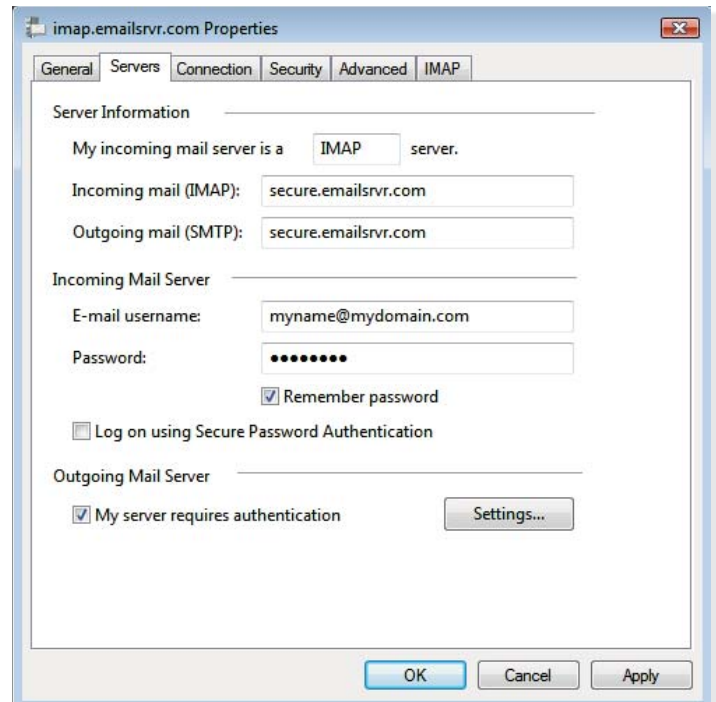 imap.emailsrvr.com Properties
General Servers Connection Security Advanced IMAP
Server Information
My incoming mail server is a IMAP server.
Incoming mail (IMAP): secure.emailsrvr.com
Outgoing mail (SMTP): secure.emailsrvr.com
Incoming Mail Server
E-mail username: myname@mydomain.com
Password: ●●●●●●●●
Remember password
Log on using Secure Password Authentication
Outgoing Mail Server
My server requires authentication Settings...
OK Cancel Apply